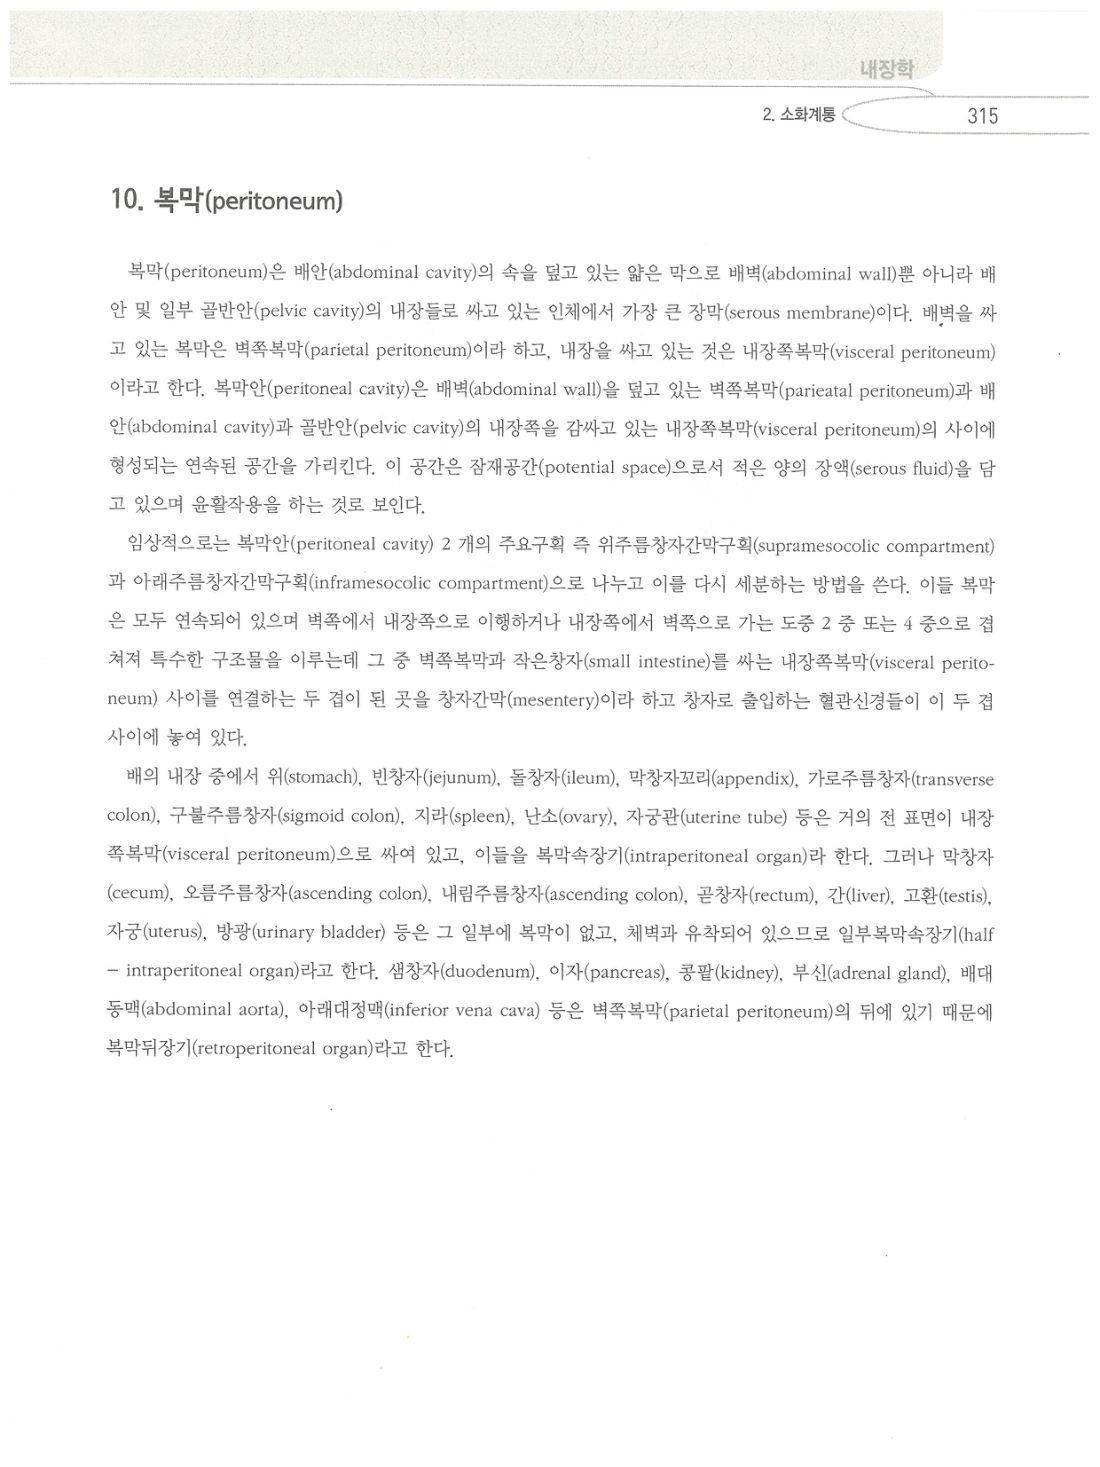 내장학
2. 소화계통
315
10. 복막(peritoneum)
복막(peritoneum)은 배안(abdominal cavity)의 속을 덮고 있는 얇은 막으로 배벽(abdominal wall)뿐 아니라 배
안 및 일부 골반안(pelvic cavity)의 내장들로 싸고 있는 인체에서 가장 큰 장막(serous membrane)이다. 배벽을 싸
고 있는 복막은 벽쪽복막(parietal peritoneum)이라 하고, 내장을 싸고 있는 것은 내장쪽복막(visceral peritoneum)
이라고 한다. 복막안(peritoneal cavity)은 배벽(abdominal wall)을 덮고 있는 벽쪽복막(parieatal peritoneum)과 배
안(abdominal cavity)과 골반안(pelvic cavity)의 내장쪽을 감싸고 있는 내장쪽복막(visceral peritoneum)의 사이에
형성되는 연속된 공간을 가리킨다. 이 공간은 잠재공간(potential space)으로서 적은 양의 장액(serous fluid)을 담
고 있으며 윤활작용을 하는 것로 보인다.
임상적으로는 복막안(peritoneal cavity) 2 개의 주요구획 즉 위주름창자간막구획(supramesocolic compartment)
과 아래주름창자간막구획(inframesocolic compartment)으로 나누고 이를 다시 세분하는 방법을 쓴다. 이들 복막
은 모두 연속되어 있으며 벽쪽에서 내장쪽으로 이행하거나 내장쪽에서 벽쪽으로 가는 도중 2 중 또는 4 중으로 겹
쳐져 특수한 구조물을 이루는데 그 중 벽쪽복막과 작은창자(small intestine)를 싸는 내장쪽복막(visceral perito-
neum) 사이를 연결하는 두 겹이 된 곳을 창자간막(mesentery)이라 하고 창자로 출입하는 혈관신경들이 이 두 겹
사이에 놓여 있다.
배의 내장 중에서 위(stomach), 빈창자(jejunum), 돌창자(ileum), 막창자꼬리(appendix), 가로주름창자(transverse
colon), 구불주름창자(sigmoid colon), 지라(spleen), 난소(ovary), 자궁관(uterine tube) 등은 거의 전 표면이 내장
쪽복막(visceral peritoneum)으로 싸여 있고, 이들을 복막속장기(intraperitoneal organ)라 한다. 그러나 막창자
(cecum), 오름주름창자(ascending colon), 내림주름창자(ascending colon), 곧창자(rectum), 간(liver), 고환(testis),
자궁(uterus), 방광(urinary bladder) 등은 그 일부에 복막이 없고, 체벽과 유착되어 있으므로 일부복막속장기(half
– intraperitoneal organ)라고 한다. 샘창자(duodenum), 이자(pancreas), 콩팥(kidney), 부신(adrenal gland), 배대
동맥(abdominal aorta), 아래대정맥(inferior vena cava) 등은 벽쪽복막(parietal peritoneum)의 뒤에 있기 때문에
복막뒤장기(retroperitoneal organ)라고 한다.